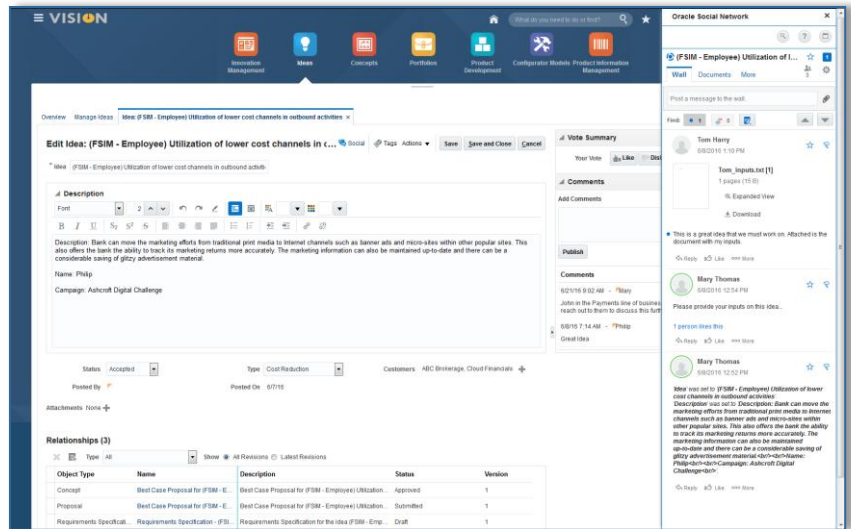 VISION
What do you need to do or find?
Innovation Management
Ideas
Concepts
Portfolios
Product Development
Configurator Models
Product Information Management
Overview
Manage Ideas
Idea: (FSIM - Employee) Utilization of lower cost channels in outbound activities ×
Edit Idea: (FSIM - Employee) Utilization of lower cost channels in (...
Social
Tags
Actions
Save
Save and Close
Cancel
* Idea (FSIM - Employee) Utilization of lower cost channels in outbound activiti
Description
Font
2
Description: Bank can move the marketing efforts from traditional print media to Internet channels such as banner ads and micro-sites within other popular sites. This
also offers the bank the ability to track its marketing returns more accurately. The marketing information can also be maintained up-to-date and there can be a
considerable saving of glitzy advertisement material.
Name: Philip
Campaign: Ashcroft Digital Challenge
Status Accepted
Type Cost Reduction
Customers ABC Brokerage, Cloud Financials
Posted By
Posted On 6/7/16
Attachments None
Relationships (3)
Type All
Show All Revisions Latest Revisions
Object Type Name Description Status Version
Concept Best Case Proposal for (FSIM - E... Best Case Proposal for (FSIM - Employee) Utilization... Approved 1
Proposal Best Case Proposal for (FSIM - E... Best Case Proposal for (FSIM - Employee) Utilization... Submitted 1
Requirements Specificati... Requirements Specification - (FSI... Requirements Specification for the idea (FSIM - Emp... Draft 1
Vote Summary
Your Vote Like Disl
Comments
Add Comments
Publish
Comments
6/21/16 9:02 AM - Mary
John in the Payments line of busines
reach out to them to discuss this furth
6/8/16 7:14 AM - Philip
Great Idea
Oracle Social Network
(FSIM - Employee) Utilization of l...
1
3
Wall
Documents
More
Post a message to the wall.
Find:
Tom Harry
6/8/2016 1:10 PM
Tom_inputs.txt [1]
1 pages (15 B)
Expanded View
Download
This is a great idea that we must work on. Attached is the
document with my inputs.
Reply Like More
Mary Thomas
6/8/2016 12:54 PM
Please provide your inputs on this idea...
1 person likes this
Reply Like More
Mary Thomas
6/8/2016 12:52 PM
'Idea' was set to '(FSIM - Employee) Utilization of lower
cost channels in outbound activities'
'Description' was set to 'Description: Bank can move the
marketing efforts from traditional print media to Internet
channels such as banner ads and micro-sites within
other popular sites. This also offers the bank the ability
to track its marketing returns more accurately. The
marketing information can also be maintained
up-to-date and there can be a considerable saving of
glitzy advertisement material.<br/><br/>Name:
Philip<br/><br/>Campaign: Ashcroft Digital
Challenge<br/>'.
Reply Like More